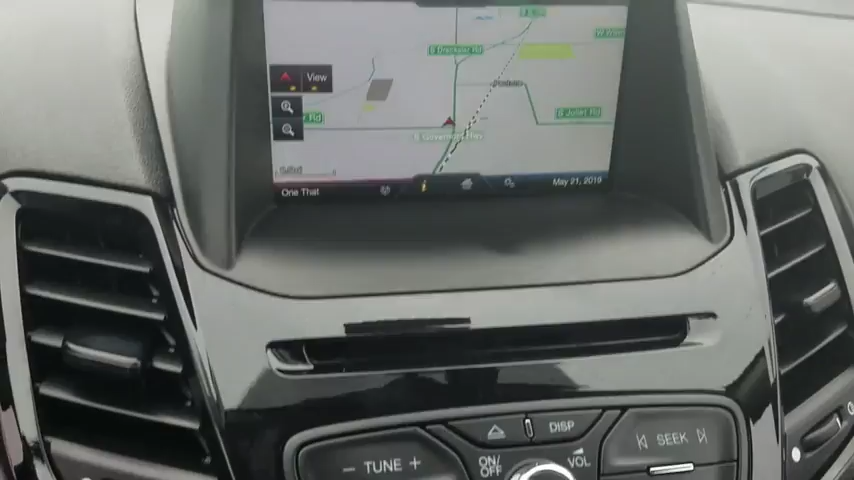 S Drecksler Rd
View
y Rd
Peotone
S Joliet Rd
S Governors Hwy
One That
May 21, 2019
DISP
SEEK
ON/
OFF
VOL
− TUNE +